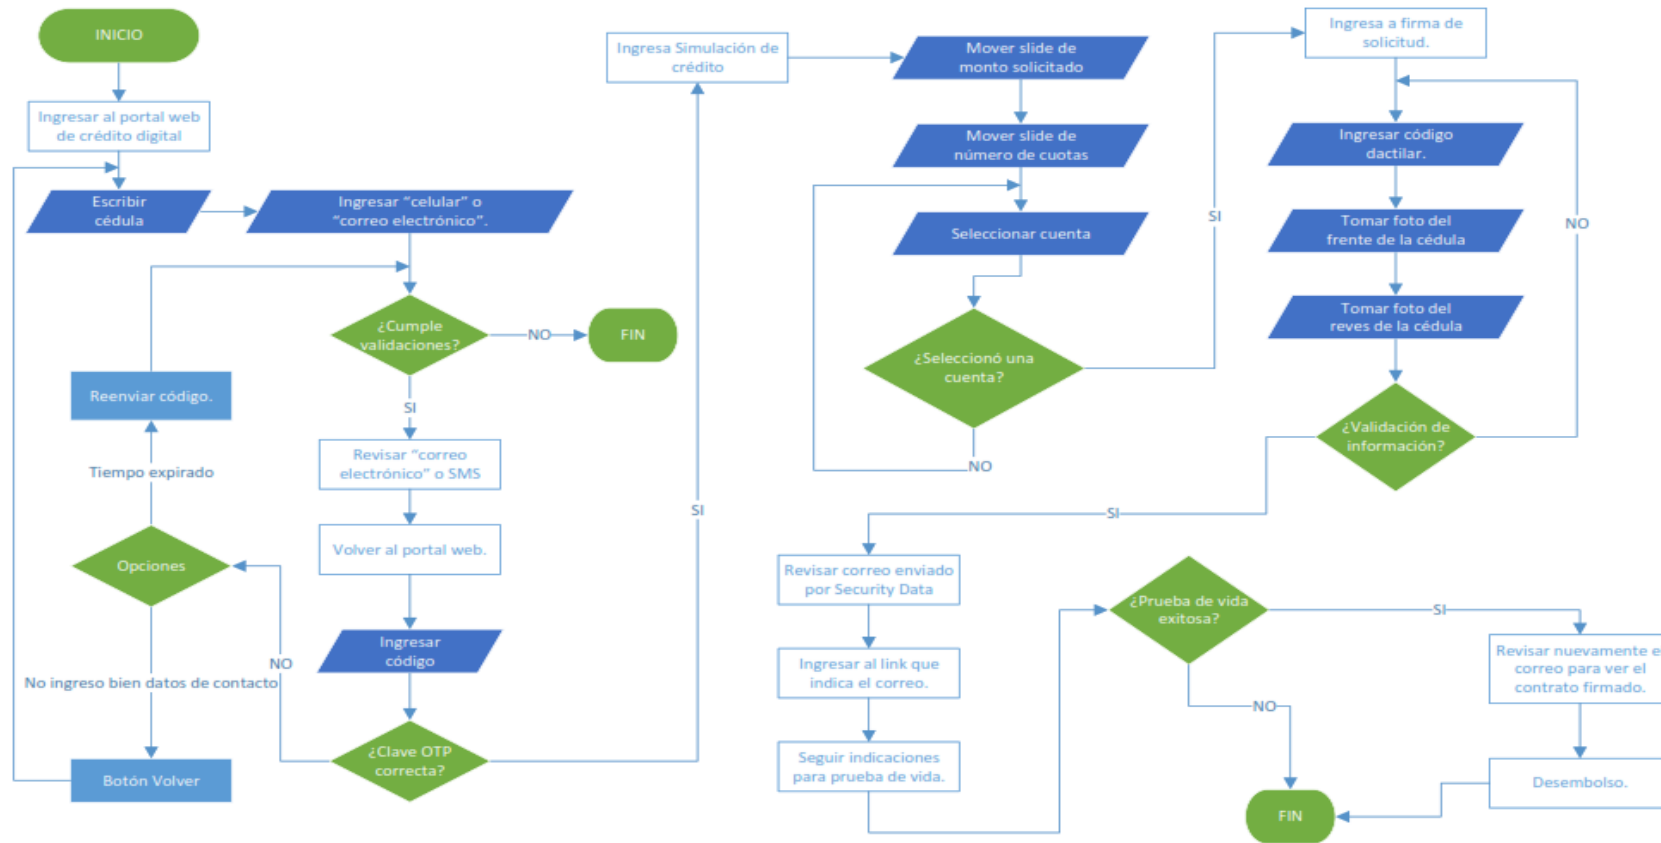 INICIO
Ingresar al portal web
de crédito digital
Escribir
cédula
Ingresar “celular” o
“correo electrónico”.
¿Cumple
validaciones?
NO
FIN
SI
Revisar “correo
electrónico” o SMS
Volver al portal web.
Ingresar
código
¿Clave OTP
correcta?
NO
Opciones
Tiempo expirado
Reenviar código.
No ingreso bien datos de contacto
Botón Volver
SI
Ingresa Simulación de
crédito
Mover slide de
monto solicitado
Mover slide de
número de cuotas
Seleccionar cuenta
¿Seleccionó una
cuenta?
NO
SI
Ingresa a firma de
solicitud.
Ingresar código
dactilar.
Tomar foto del
frente de la cédula
Tomar foto del
reves de la cédula
¿Validación de
información?
NO
SI
Revisar correo enviado
por Security Data
Ingresar al link que
indica el correo.
Seguir indicaciones
para prueba de vida.
¿Prueba de vida
exitosa?
SI
NO
Revisar nuevamente e
correo para ver el
contrato firmado.
Desembolso.
FIN